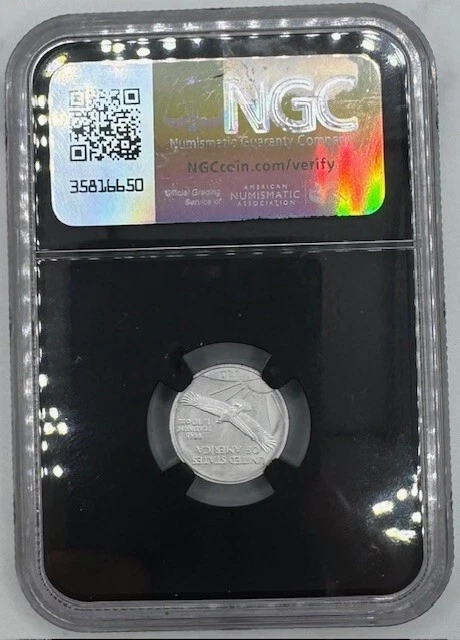 NGC
Numismatic Guaranty Company
NGCcoin.com/verify
35816650
Official Grading
Service of
AMERICAN
NUMISMATIC
ASSOCIATION
UNITED STATES
OF AMERICA